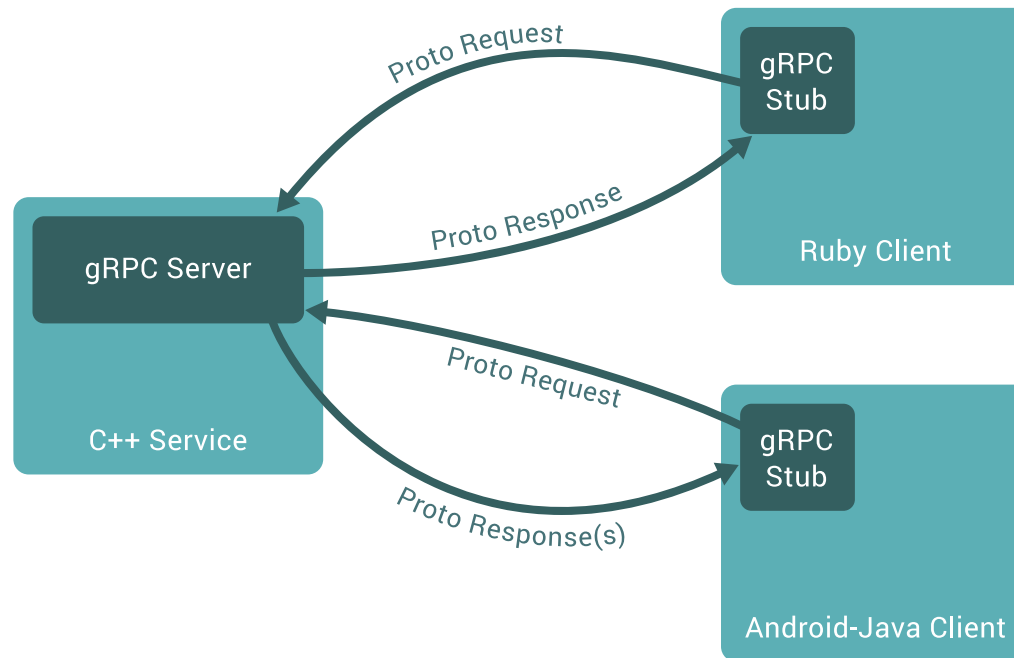 Proto Request
gRPC
Stub
Proto Response
Ruby Client
gRPC Server
C++ Service
Proto Request
gRPC
Stub
Proto Response(s)
Android-Java Client